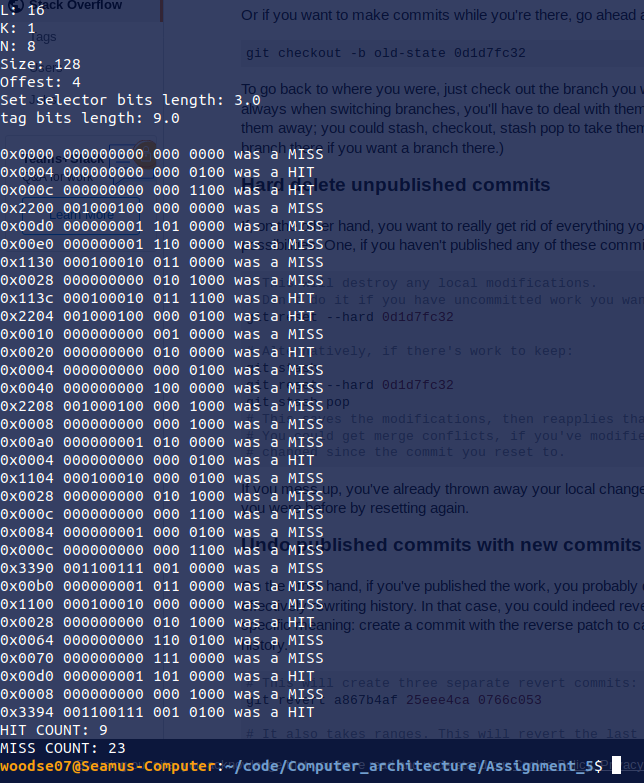 L: 16
K: 1
N: 8
Size: 128
Offest: 4
Set selector bits length: 3.0
tag bits length: 9.0
0x0000 000000000 000 0000 was a MISS
0x0004 000000000 000 0100 was a HIT
0x000c 000000000 000 1100 was a HIT
0x2200 001000100 000 0000 was a MISS
0x00d0 000000001 101 0000 was a MISS
0x00e0 000000001 110 0000 was a MISS
0x1130 000100010 011 0000 was a MISS
0x0028 000000000 010 1000 was a MISS
0x113c 000100010 011 1100 was a HIT
0x2204 001000100 000 0100 was a HIT
0x0010 000000000 001 0000 was a MISS
0x0020 000000000 010 0000 was a HIT
0x0004 000000000 000 0100 was a MISS
0x0040 000000000 100 0000 was a MISS
0x2208 001000100 000 1000 was a MISS
0x0008 000000000 000 1000 was a MISS
0x00a0 000000001 010 0000 was a MISS
0x0004 000000000 000 0100 was a HIT
0x1104 000100010 000 0100 was a MISS
0x0028 000000000 010 1000 was a MISS
0x000c 000000000 000 1100 was a MISS
0x0084 000000001 000 0100 was a MISS
0x000c 000000000 000 1100 was a MISS
0x3390 001100111 001 0000 was a MISS
0x00b0 000000001 011 0000 was a MISS
0x1100 000100010 000 0000 was a MISS
0x0028 000000000 010 1000 was a HIT
0x0064 000000000 110 0100 was a MISS
0x0070 000000000 111 0000 was a MISS
0x00d0 000000001 101 0000 was a HIT
0x0008 000000000 000 1000 was a MISS
0x3394 001100111 001 0100 was a HIT
HIT COUNT: 9
MISS COUNT: 23
woodse07@Seans-Computer:~/code/Computer_architecture/Assignment_5$
Stack Overflow
Tags
Learn More
Or if you want to make commits while you're there, go ahead a
git checkout -b old-state 0d1d7fc32
To go back to where you were, just check out the branch you w
always when switching branches, you'll have to deal with them
them away; you could stash, checkout, stash pop to take them
branch there if you want a branch there.)
Hard delete unpublished commits
hand, you want to really get rid of everything yo
One, if you haven't published any of these commi
destroy any local modifications.
do it if you have uncommitted work you wan
--hard 0d1d7fc32
if there's work to keep:
--hard 0d1d7fc32
pop
the modifications, then reapplies tha
get merge conflicts, if you've modifie
since the commit you reset to.
If you mess up, you've already thrown away your local change
you were before by resetting again.
Undo published commits with new commits
hand, if you've published the work, you probably
writing history. In that case, you could indeed reve
meaning: create a commit with the reverse patch to ca
history.
# This will create three separate revert commits:
git revert a867b4af 25eee4ca 0766c053
# It also takes ranges. This will revert the last